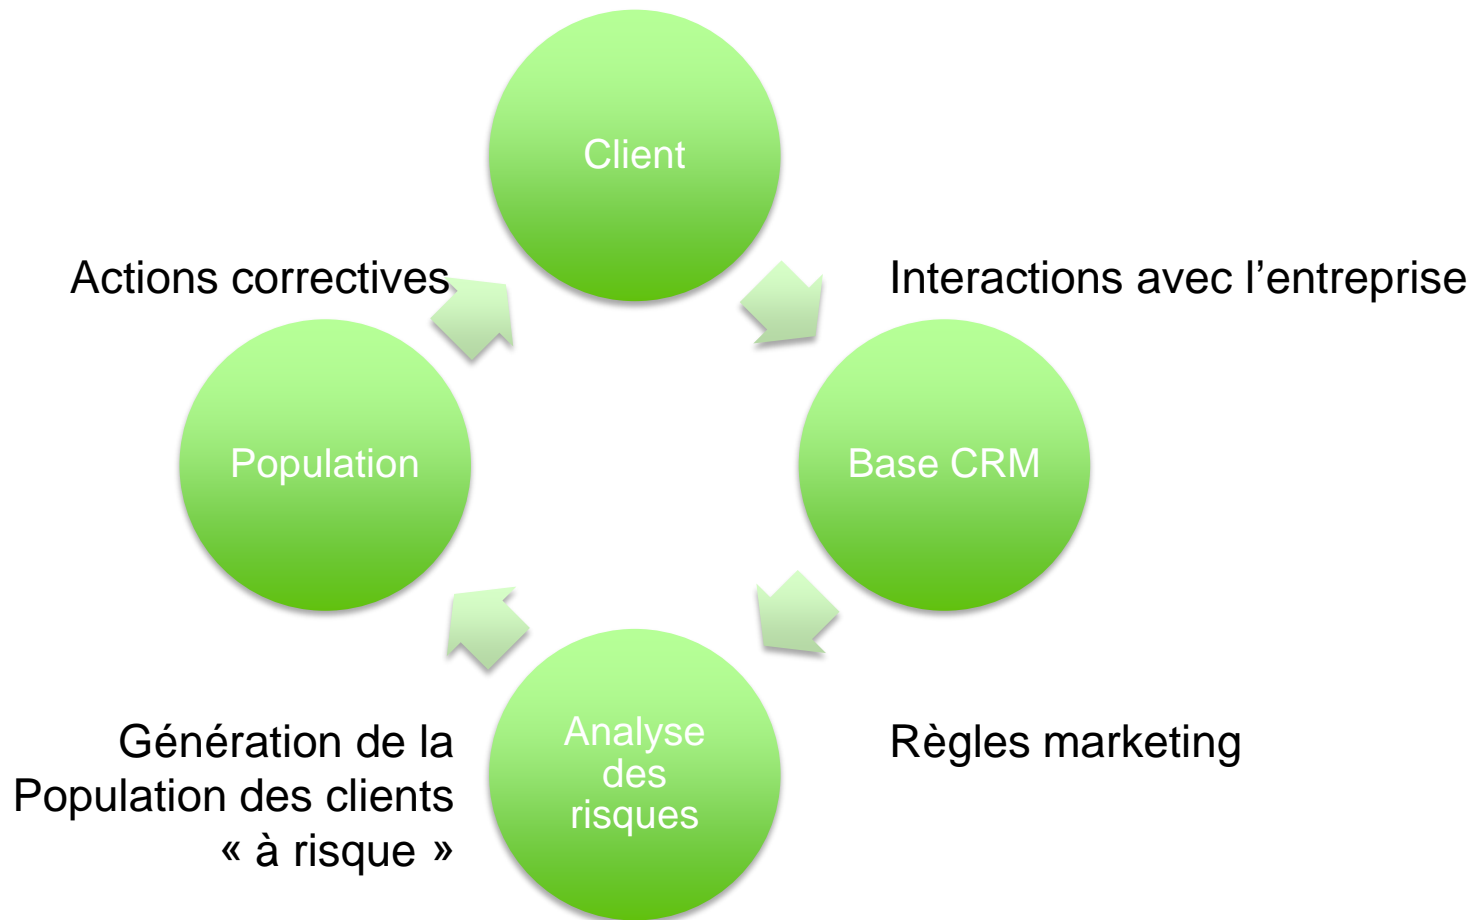 Client
Actions correctives
Interactions avec l’entreprise
Population
Base CRM
Analyse
des
risques
Génération de la
Population des clients
« à risque »
Règles marketing